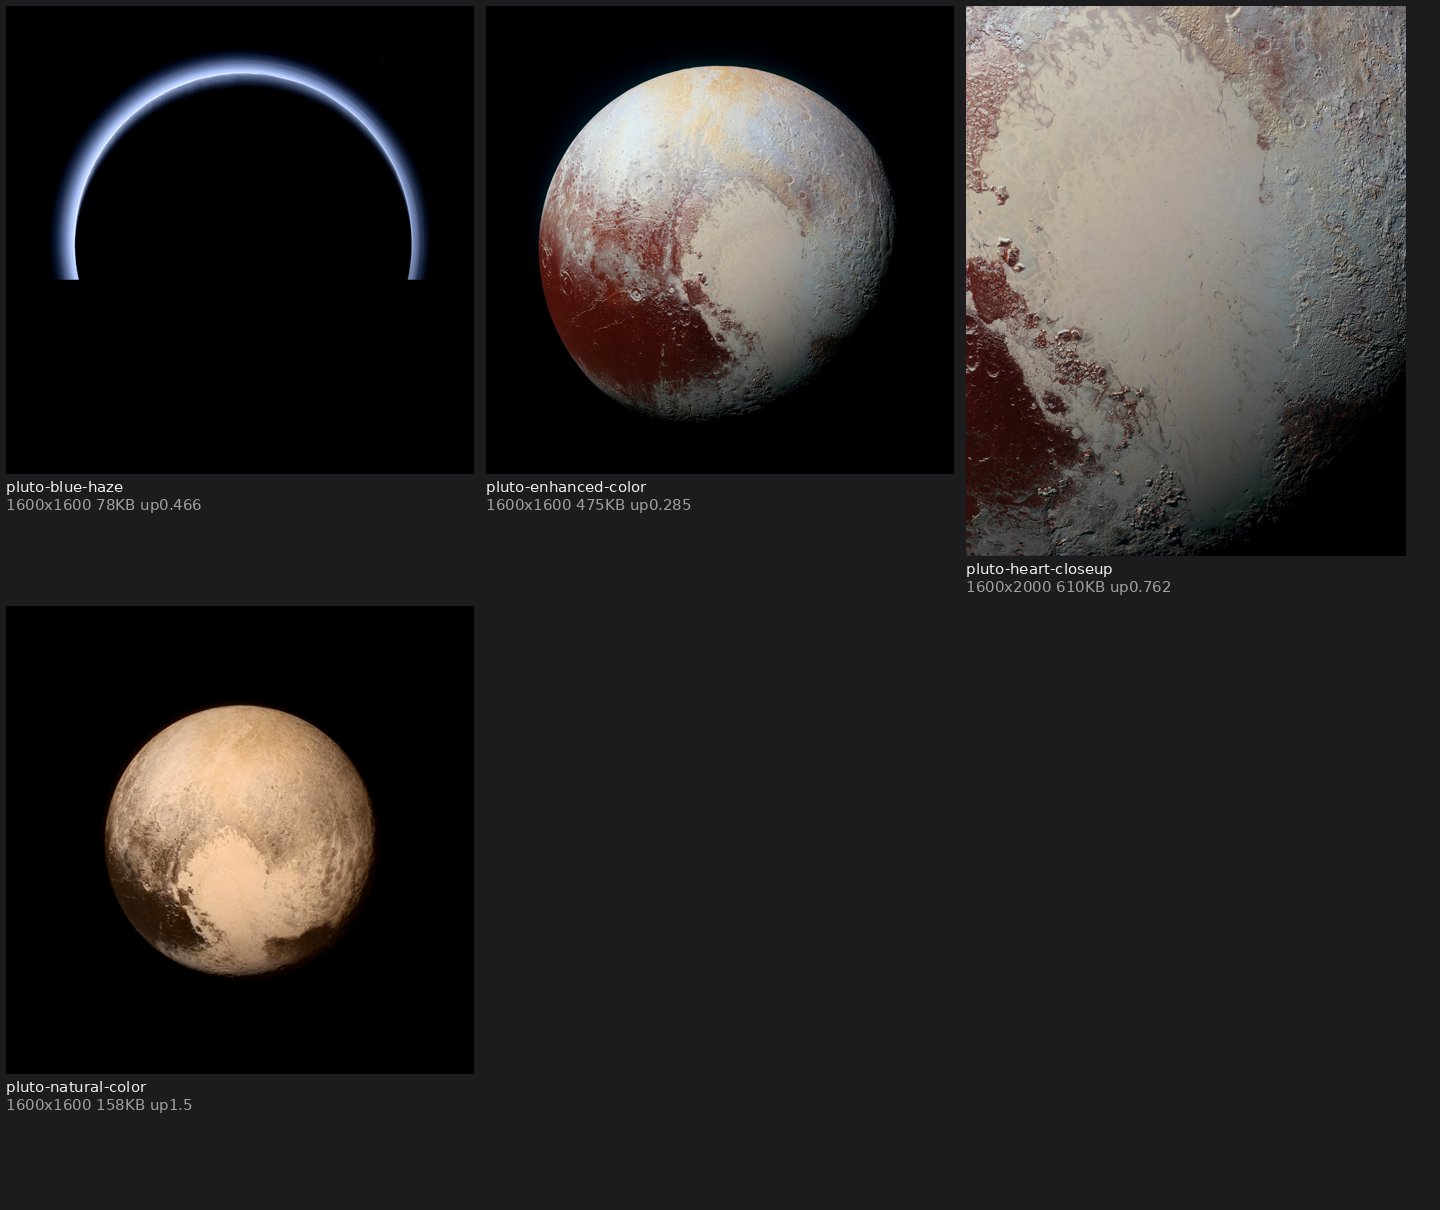 pluto-blue-haze
1600x1600 78KB up0.466
pluto-enhanced-color
1600x1600 475KB up0.285
pluto-heart-closeup
1600x2000 610KB up0.762
pluto-natural-color
1600x1600 158KB up1.5